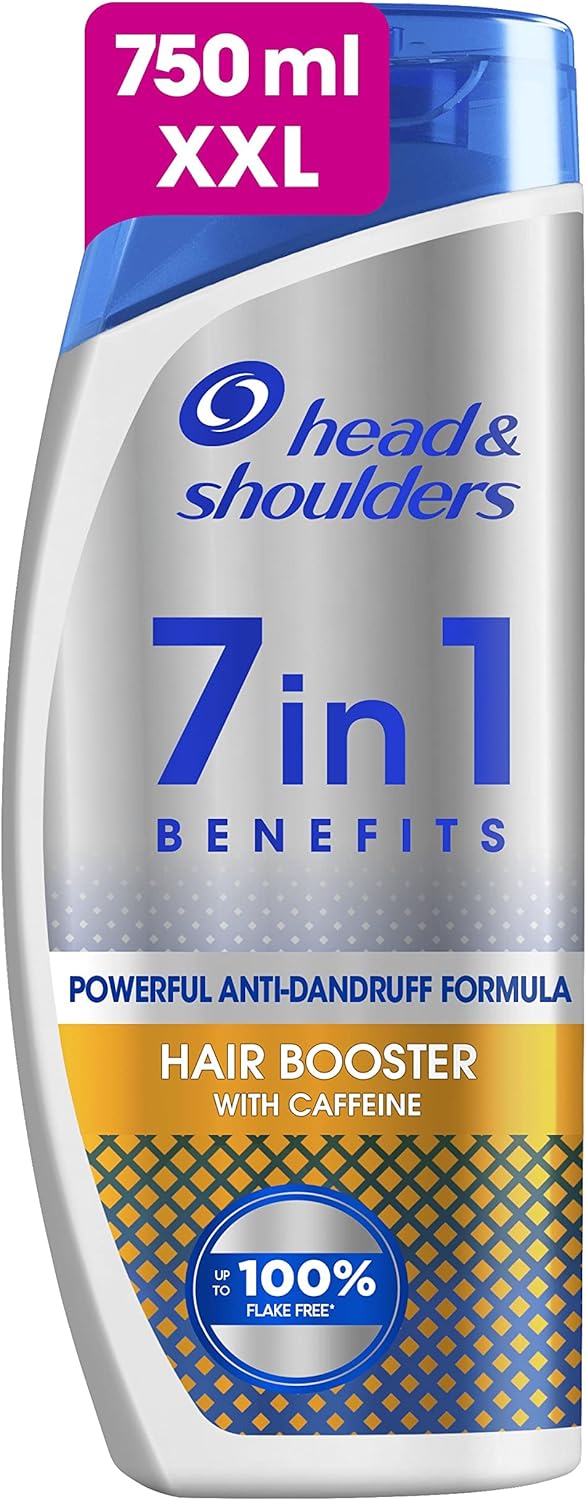 750 ml
XXL
head &
shoulders
7 in 1
BENEFITS
POWERFUL ANTI-DANDRUFF FORMULA
HAIR BOOSTER
WITH CAFFEINE
UP
TO
100%
FLAKE FREE*